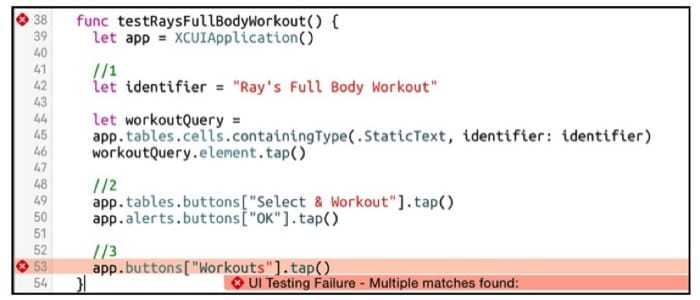 38 func testRaysFullBodyWorkout() {
39 let app = XCUIApplication()
40
41 //1
42 let identifier = "Ray's Full Body Workout"
43
44 let workoutQuery =
45 app.tables.cells.containingType(.StaticText, identifier: identifier)
46 workoutQuery.element.tap()
47
48 //2
49 app.tables.buttons["Select & Workout"].tap()
50 app.alerts.buttons["OK"].tap()
51
52 //3
53 app.buttons["Workouts"].tap()
54 } UI Testing Failure - Multiple matches found: